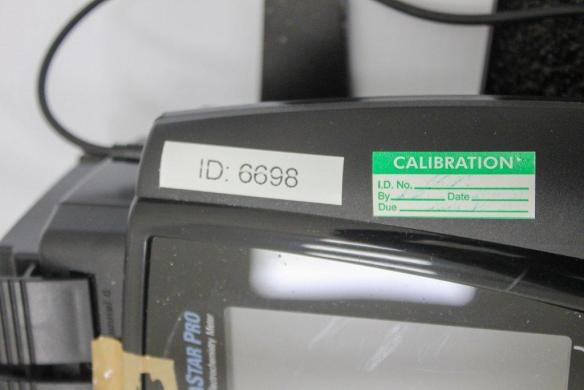 ID: 6698
CALIBRATION
I.D. No.
By Date
Due
STAR PRO